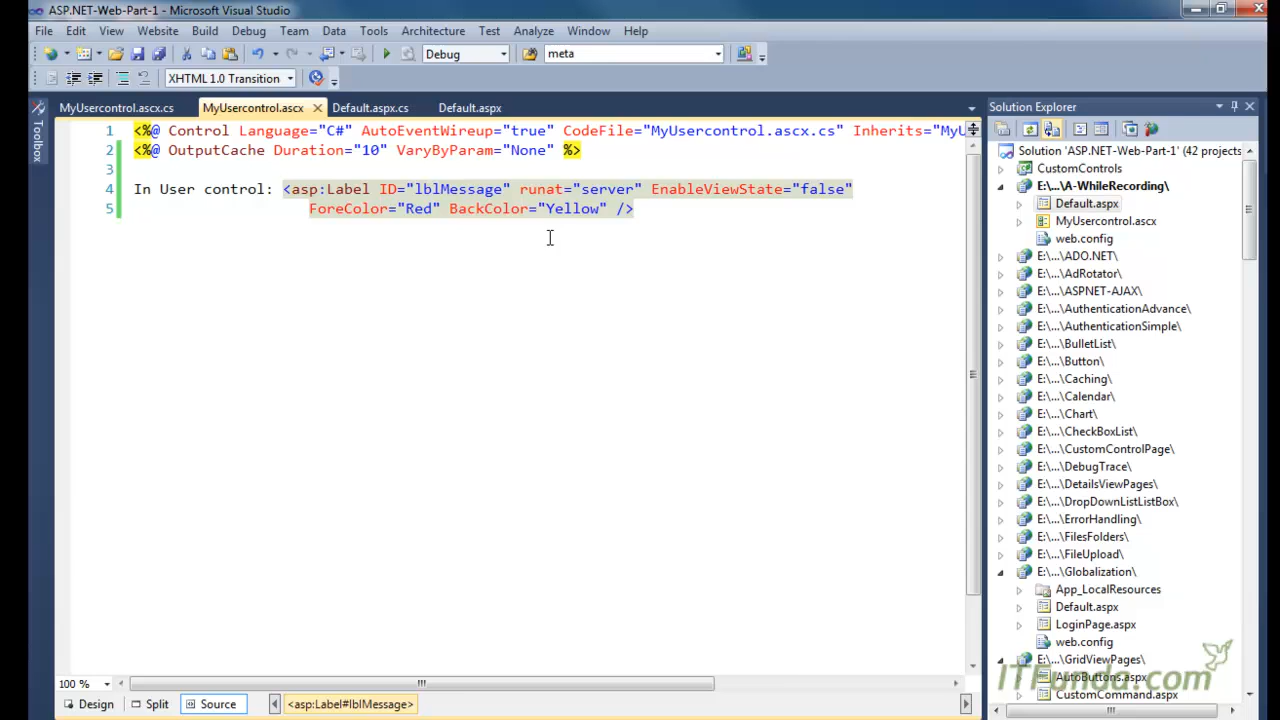 ASP.NET-Web-Part-1 - Microsoft Visual Studio
File Edit View Website Build Debug Team Data Tools Architecture Test Analyze Window Help
Debug meta
XHTML 1.0 Transition
MyUsercontrol.ascx.cs MyUsercontrol.ascx Default.aspx.cs Default.aspx
Toolbox
1 <%@ Control Language="C#" AutoEventWireup="true" CodeFile="MyUsercontrol.ascx.cs" Inherits="MyU
2 <%@ OutputCache Duration="10" VaryByParam="None" %>
3
4 In User control: <asp:Label ID="lblMessage" runat="server" EnableViewState="false"
5 ForeColor="Red" BackColor="Yellow" />
100 %
Design Split Source <asp:Label#lblMessage>
Solution Explorer
Solution 'ASP.NET-Web-Part-1' (42 projects
CustomControls
E:\...\A-WhileRecording\
Default.aspx
MyUsercontrol.ascx
web.config
E:\...\ADO.NET\
E:\...\AdRotator\
E:\...\ASPNET-AJAX\
E:\...\AuthenticationAdvance\
E:\...\AuthenticationSimple\
E:\...\BulletList\
E:\...\Button\
E:\...\Caching\
E:\...\Calendar\
E:\...\Chart\
E:\...\CheckBoxList\
E:\...\CustomControlPage\
E:\...\DebugTrace\
E:\...\DetailsViewPages\
E:\...\DropDownListListBox\
E:\...\ErrorHandling\
E:\...\FilesFolders\
E:\...\FileUpload\
E:\...\Globalization\
App_LocalResources
Default.aspx
LoginPage.aspx
web.config
E:\...\GridViewPages\
AutoButtons.aspx
CustomCommand.aspx
ITFunda.com